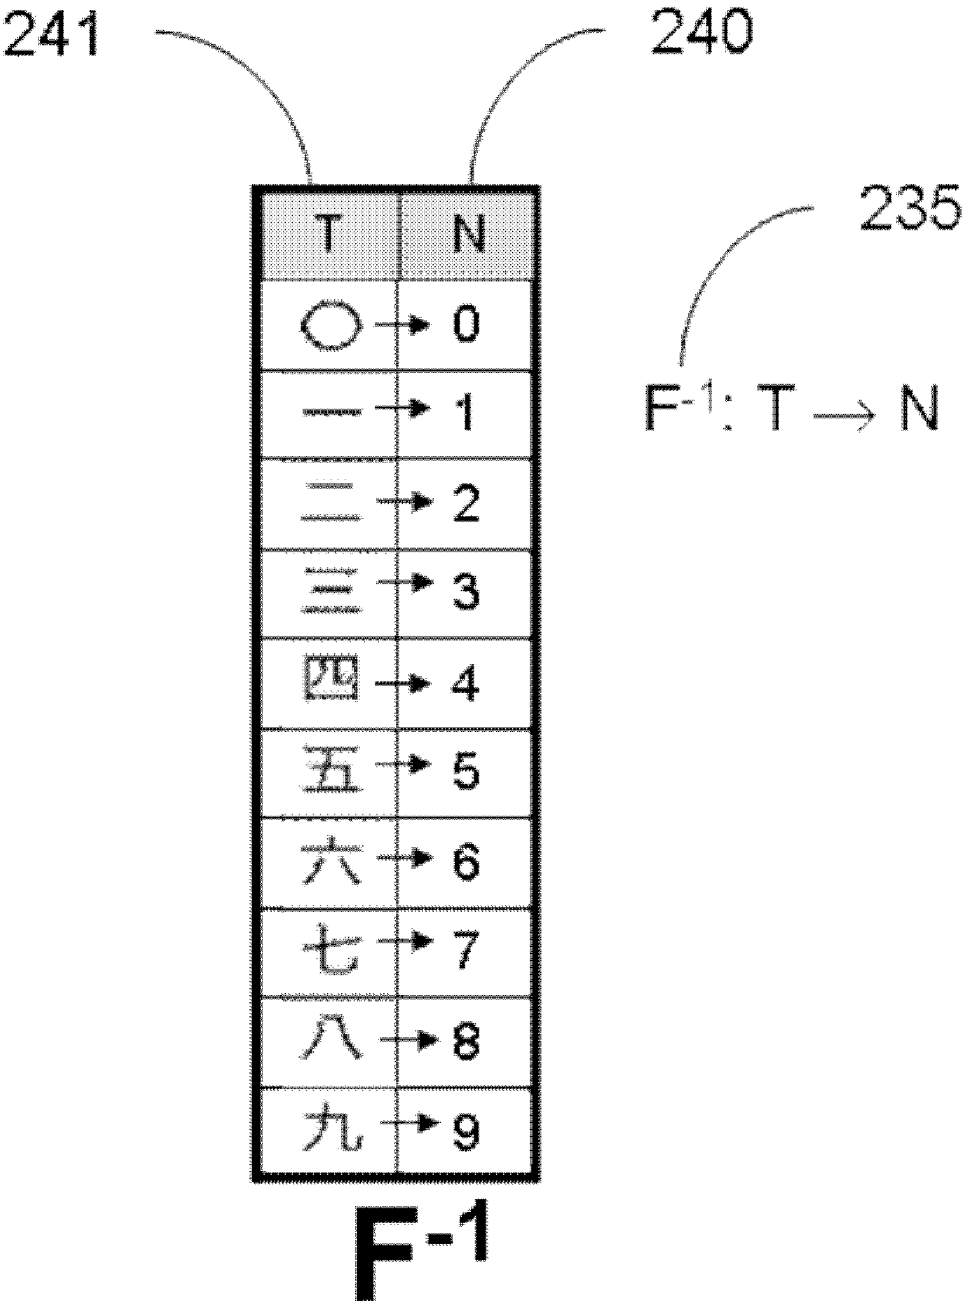 241
240
235
T N
〇 → 0
一 → 1
二 → 2
三 → 3
四 → 4
五 → 5
六 → 6
七 → 7
八 → 8
九 → 9
F⁻¹: T → N
F⁻¹